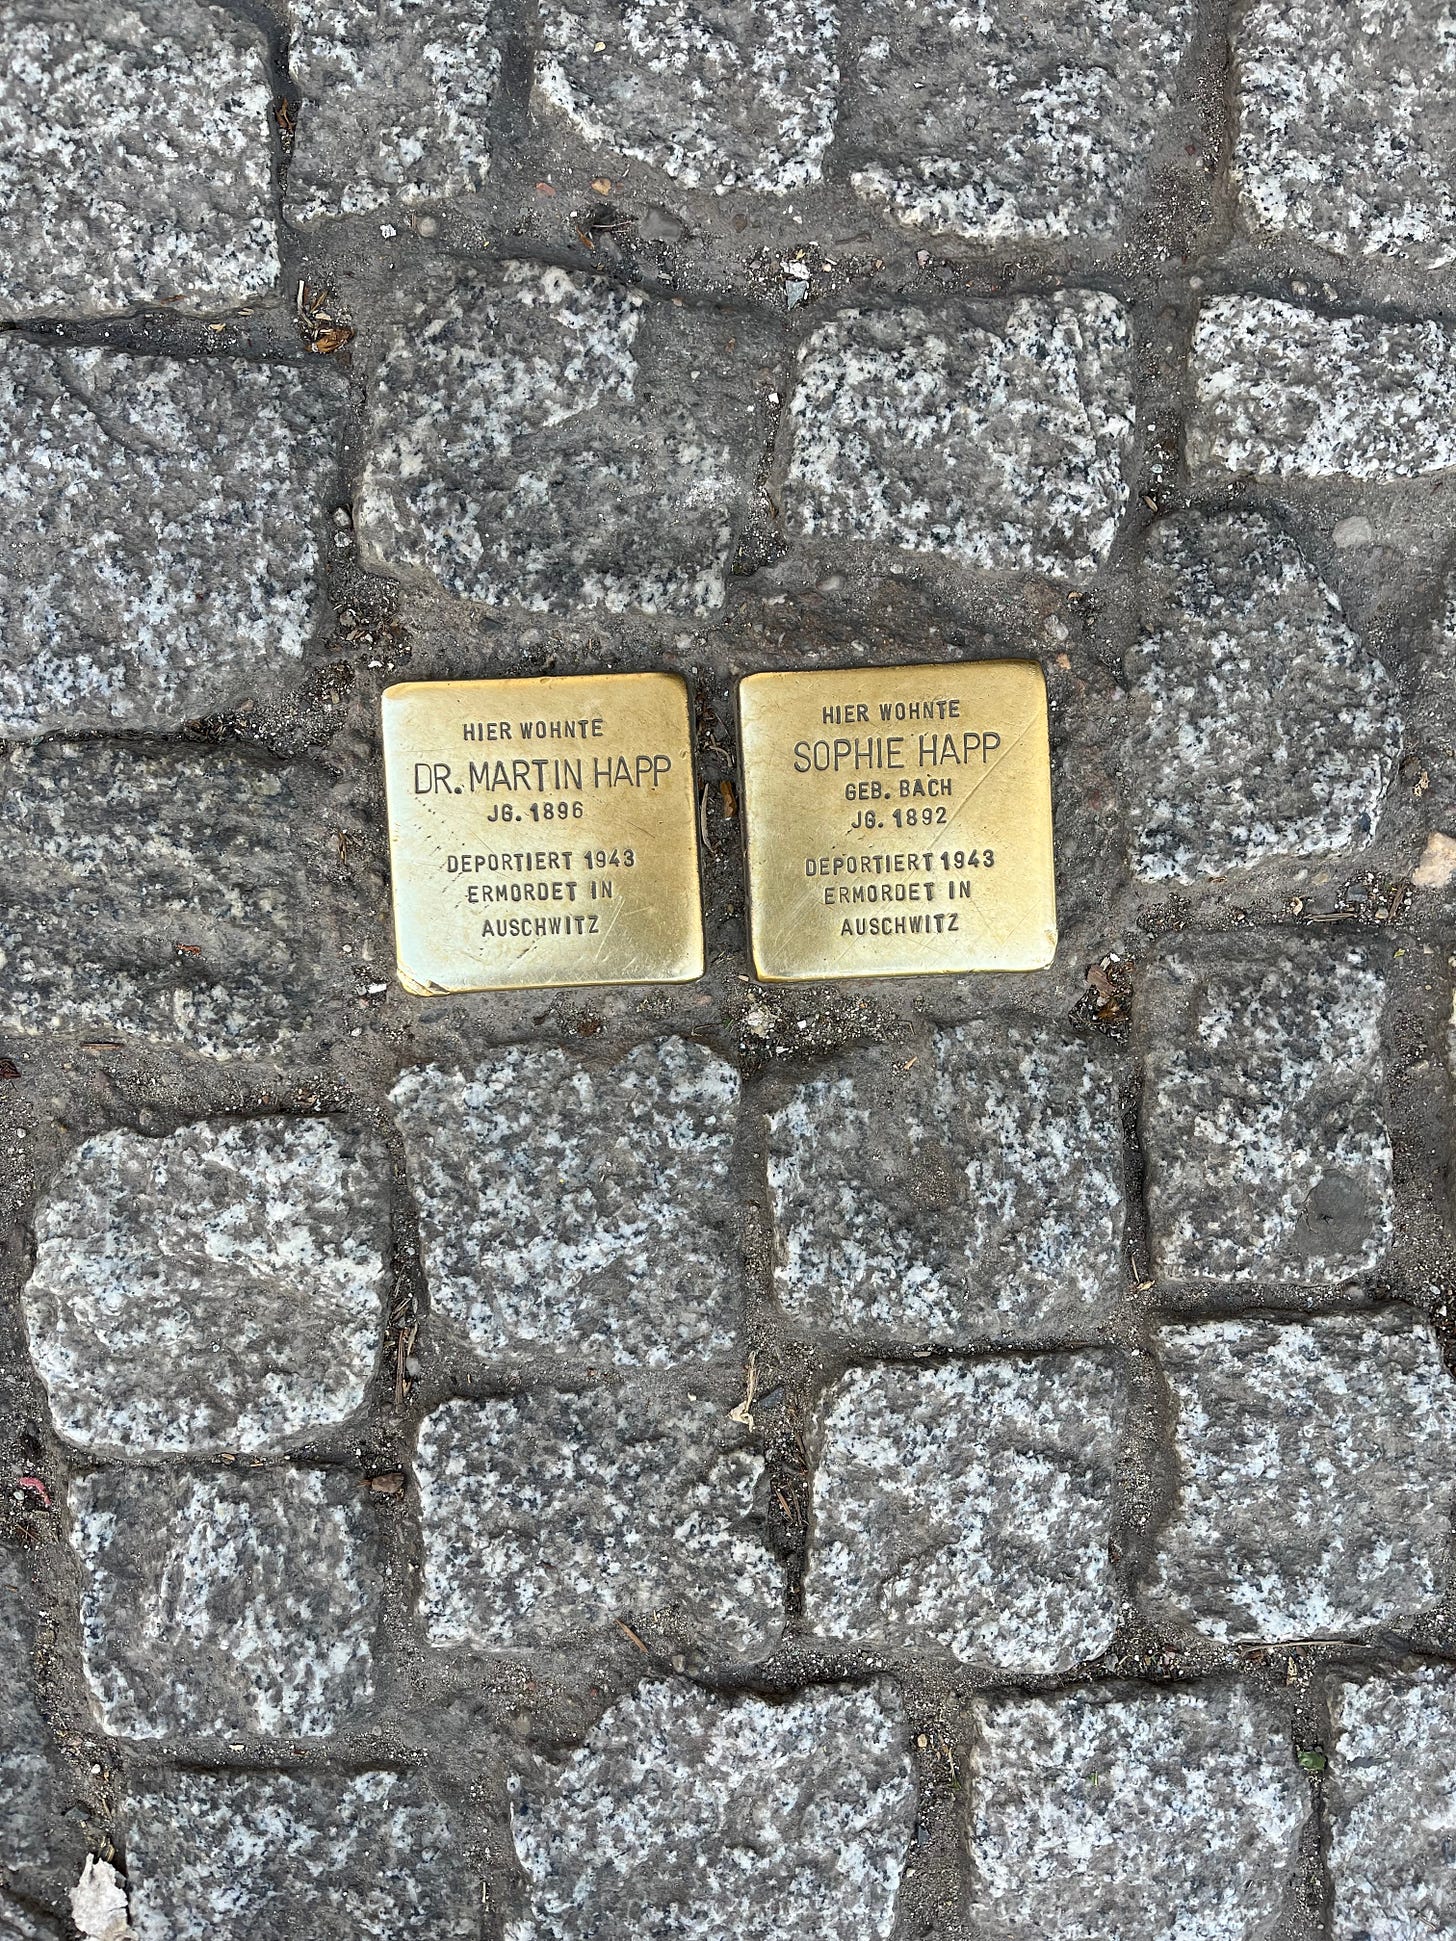 HIER WOHNTE
DR. MARTIN HAPP
JG. 1896
DEPORTIERT 1943
ERMORDET IN
AUSCHWITZ
HIER WOHNTE
SOPHIE HAPP
GEB. BACH
JG. 1892
DEPORTIERT 1943
ERMORDET IN
AUSCHWITZ